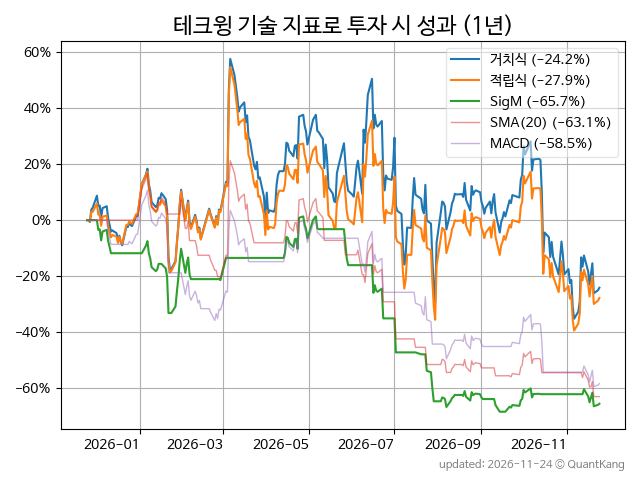 테크윙 기술 지표로 투자 시 성과 (1년)
거치식 (−24.2%)
적립식 (−27.9%)
SigM (−65.7%)
SMA(20) (−63.1%)
MACD (−58.5%)
60%
40%
20%
0%
−20%
−40%
−60%
2026-01 2026-03 2026-05 2026-07 2026-09 2026-11
updated: 2026-11-24 © QuantKang